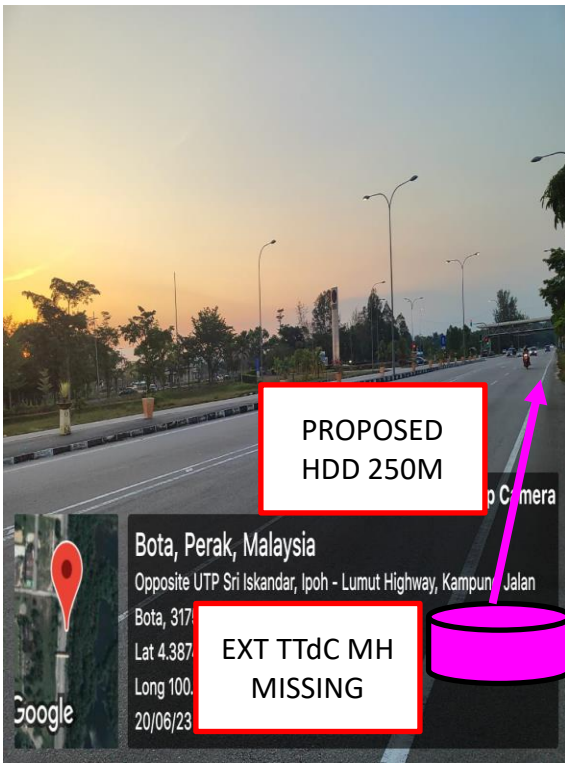 PROPOSED
HDD 250M
p Camera
Bota, Perak, Malaysia
Opposite UTP Sri Iskandar, Ipoh - Lumut Highway, Kampung Jalan
Bota, 317
Lat 4.387
Long 100.
20/06/23
EXT TTdC MH
MISSING
Google